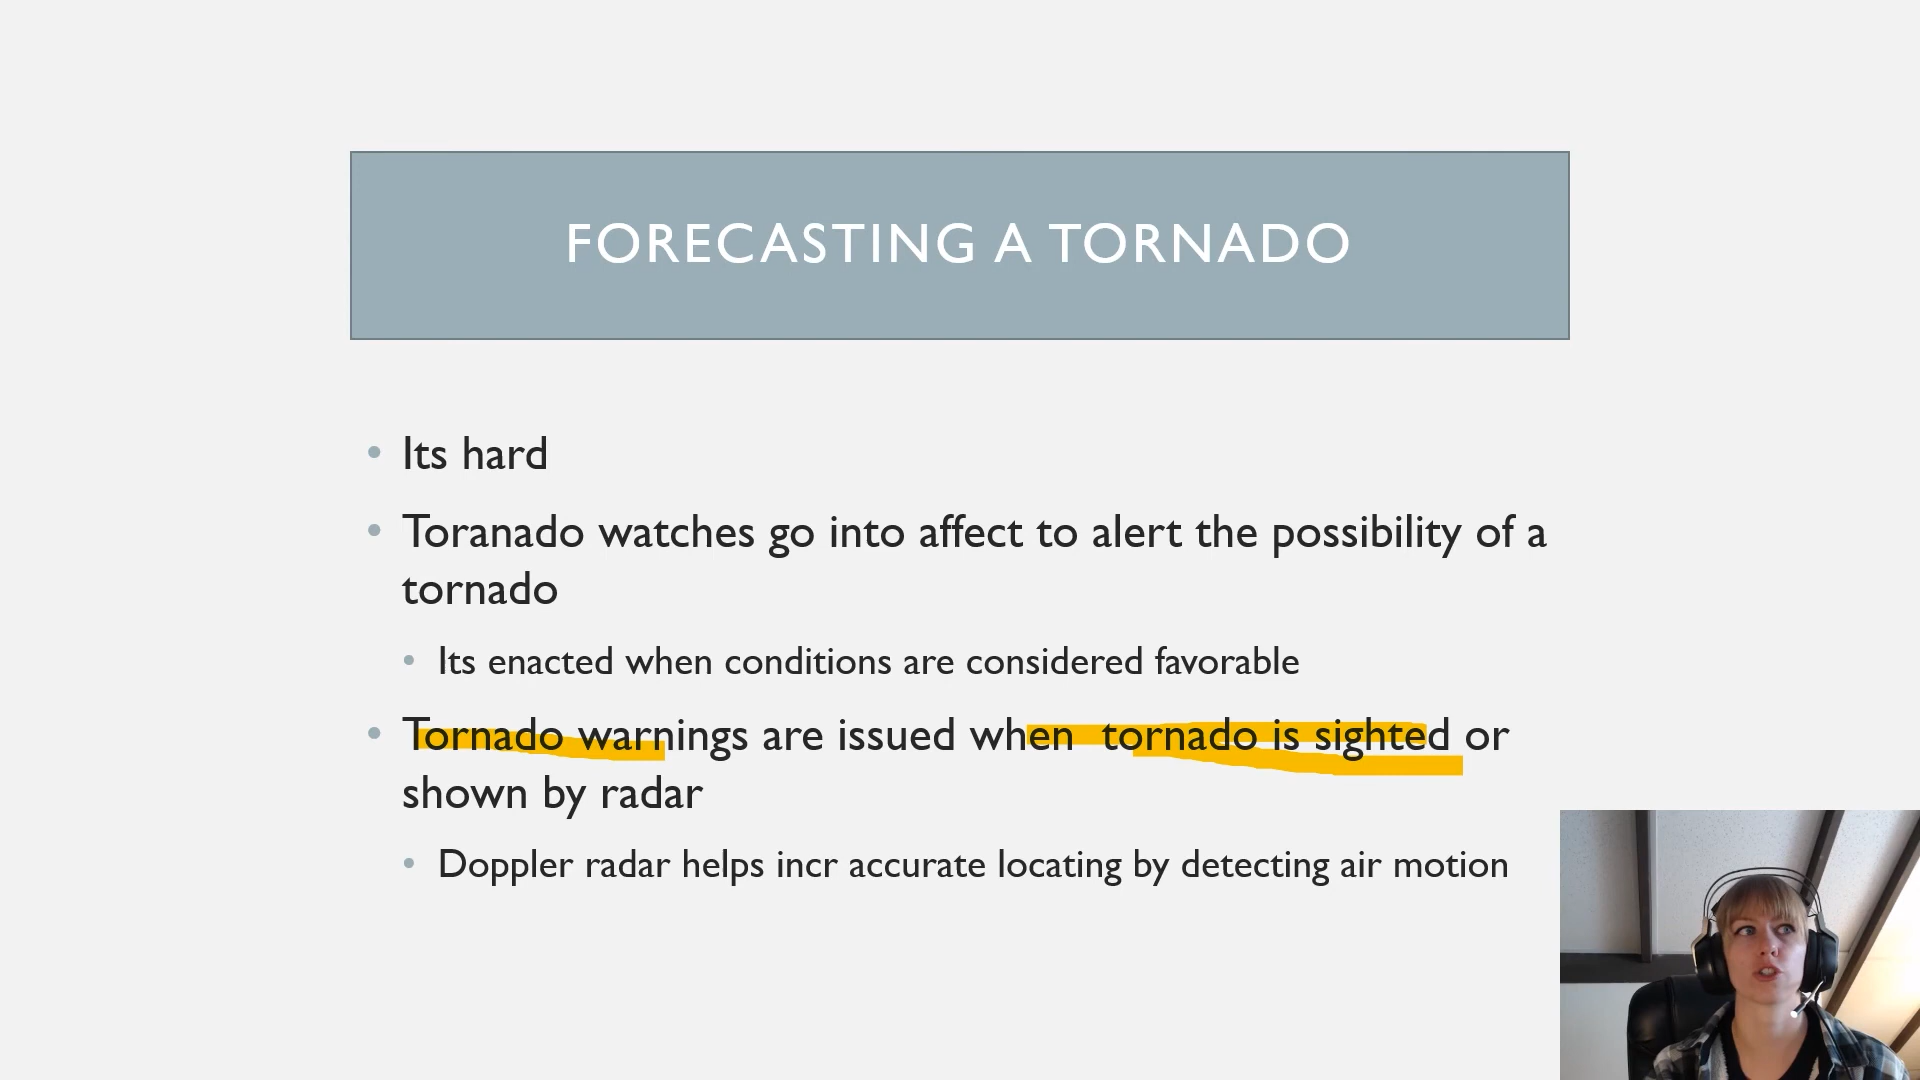 FORECASTING A TORNADO
• Its hard
• Toranado watches go into affect to alert the possibility of a
tornado
• Its enacted when conditions are considered favorable
• Tornado warnings are issued when  tornado is sighted or
shown by radar
• Doppler radar helps incr accurate locating by detecting air motion